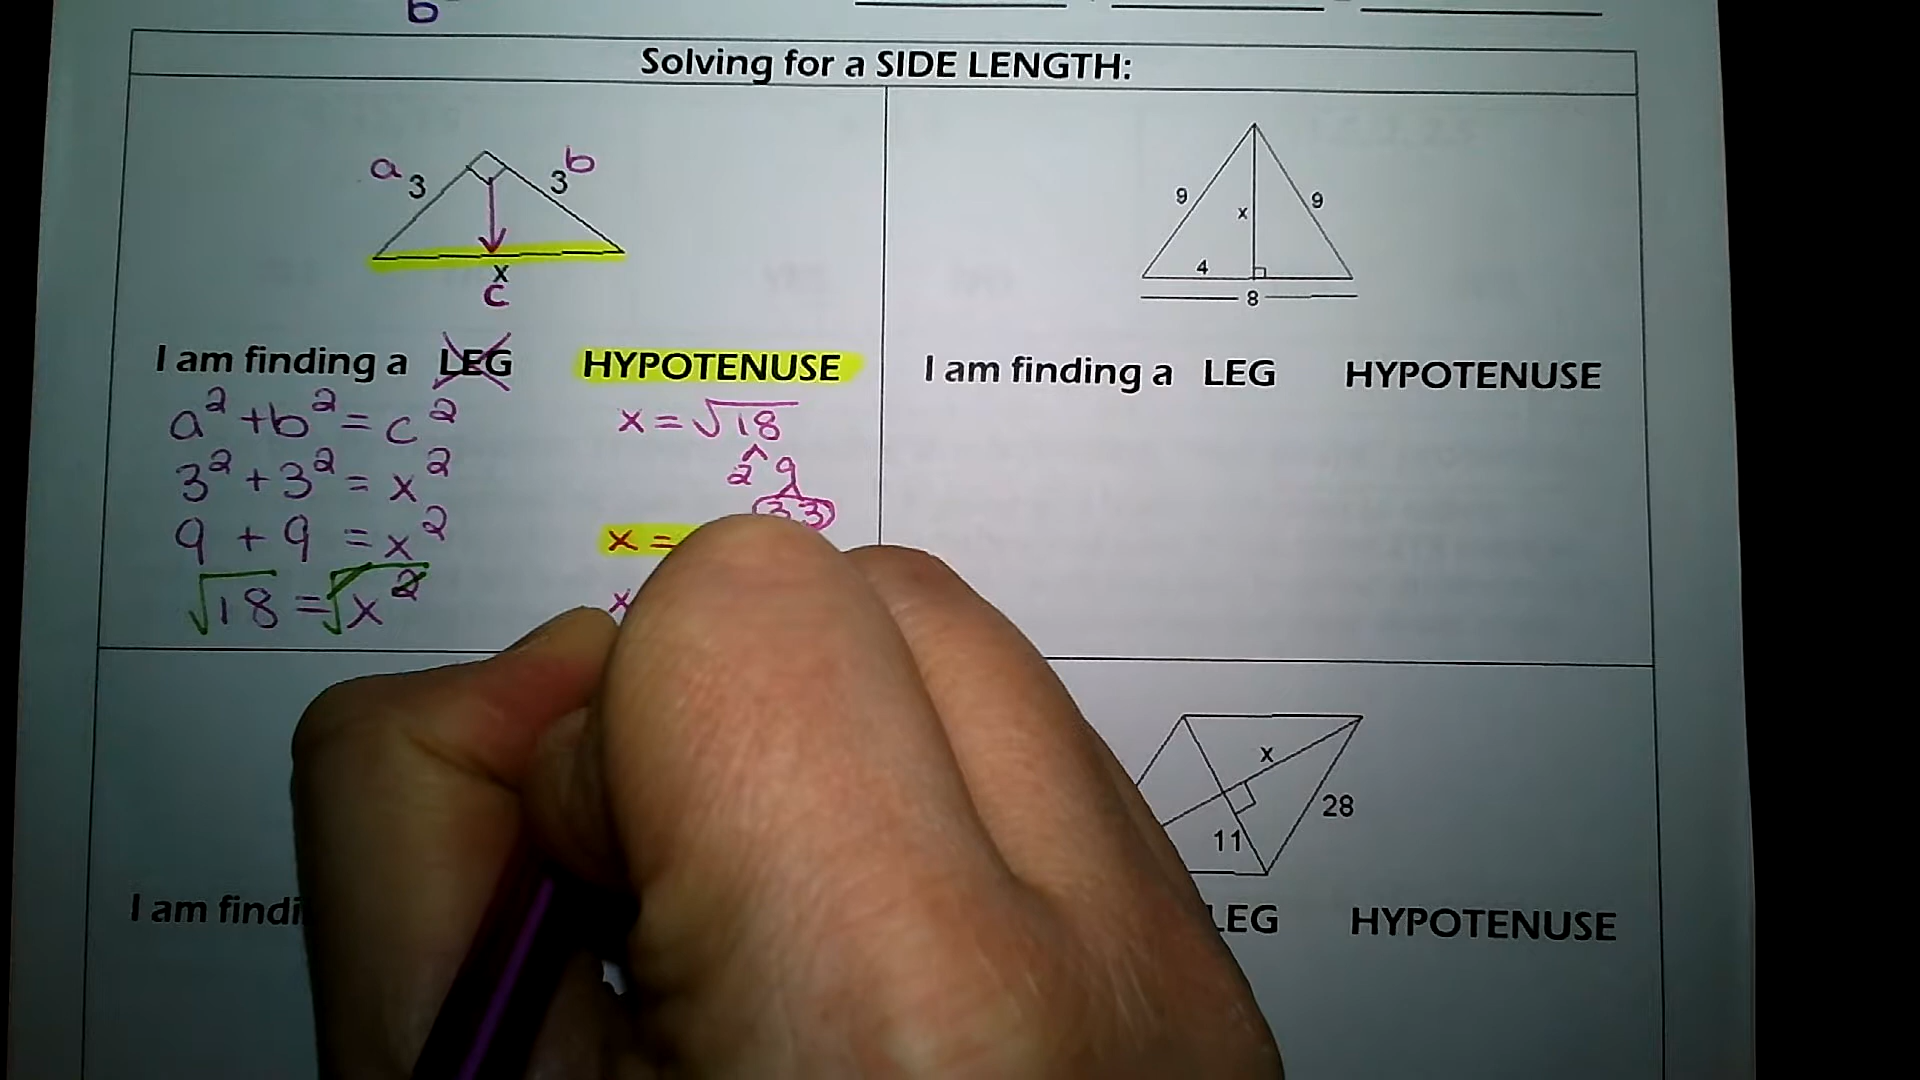 b
Solving for a SIDE LENGTH:
a 3
3 b
x
c
I am finding a LEG HYPOTENUSE
a² + b² = c²
3² + 3² = x²
9 + 9 = x²
√18 = √x²
x = √18
2 9
3 3
x =
x
9
x
9
4
8
I am finding a LEG HYPOTENUSE
x
28
11
I am findi
LEG HYPOTENUSE